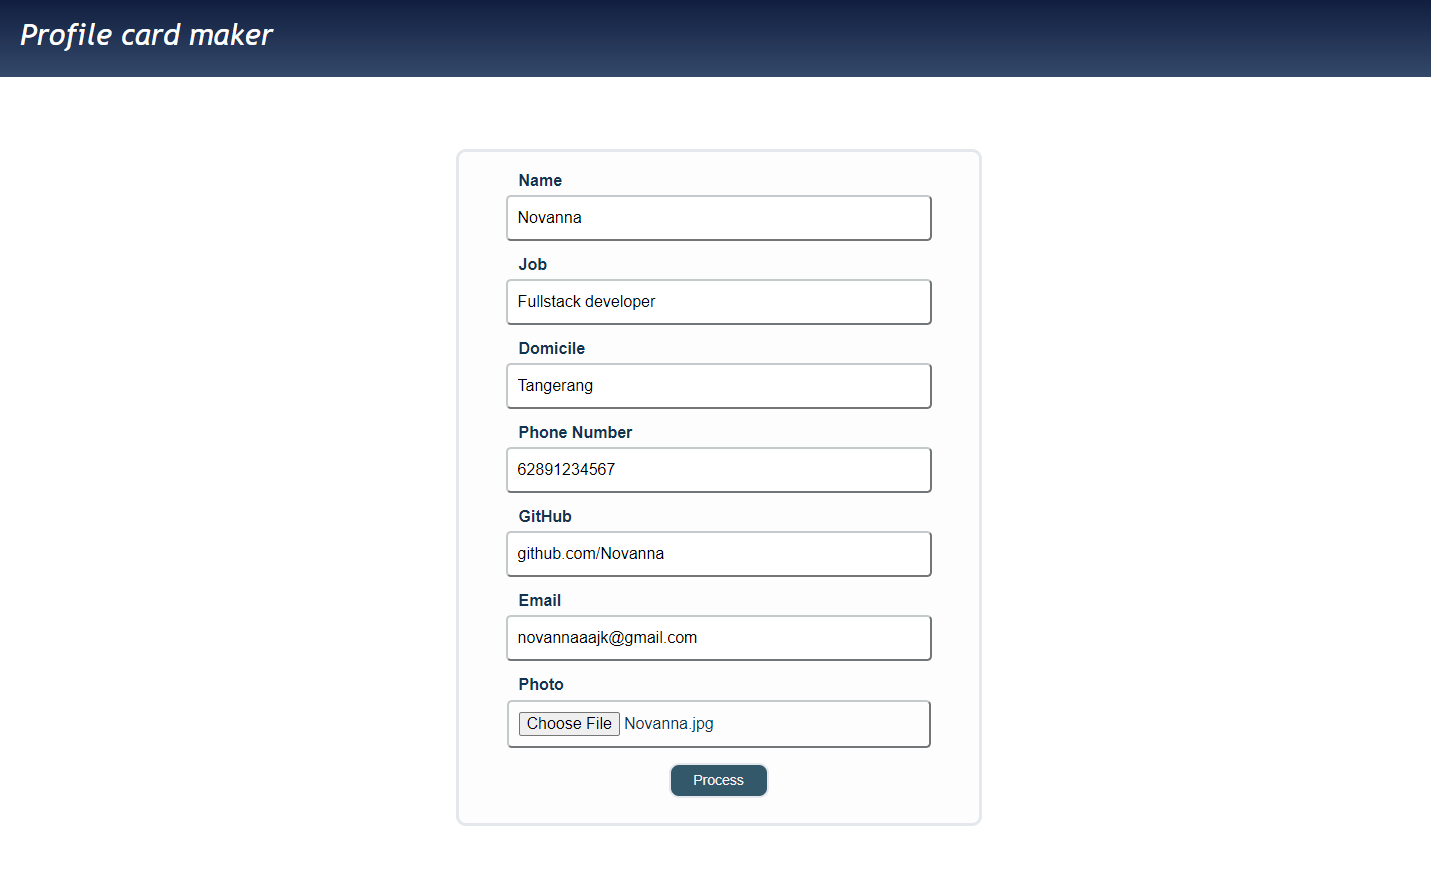 Profile card maker
Name
Novanna
Job
Fullstack developer
Domicile
Tangerang
Phone Number
62891234567
GitHub
github.com/Novanna
Email
novannaaajk@gmail.com
Photo
Choose File Novanna.jpg
Process